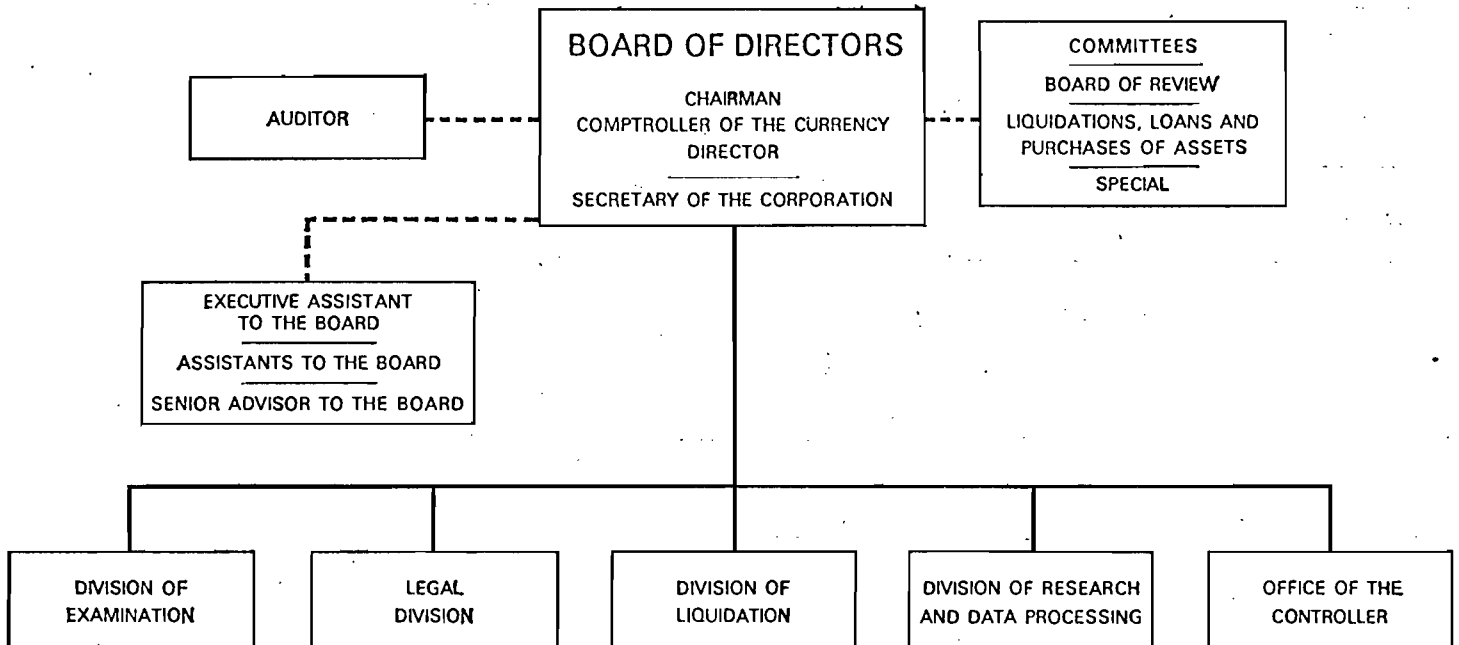 BOARD OF DIRECTORS
CHAIRMAN
COMPTROLLER OF THE CURRENCY
DIRECTOR
SECRETARY OF THE CORPORATION
AUDITOR
COMMITTEES
BOARD OF REVIEW
LIQUIDATIONS, LOANS AND
PURCHASES OF ASSETS
SPECIAL
EXECUTIVE ASSISTANT
TO THE BOARD
ASSISTANTS TO THE BOARD
SENIOR ADVISOR TO THE BOARD
DIVISION OF
EXAMINATION
LEGAL
DIVISION
DIVISION OF
LIQUIDATION
DIVISION OF RESEARCH
AND DATA PROCESSING
OFFICE OF THE
CONTROLLER